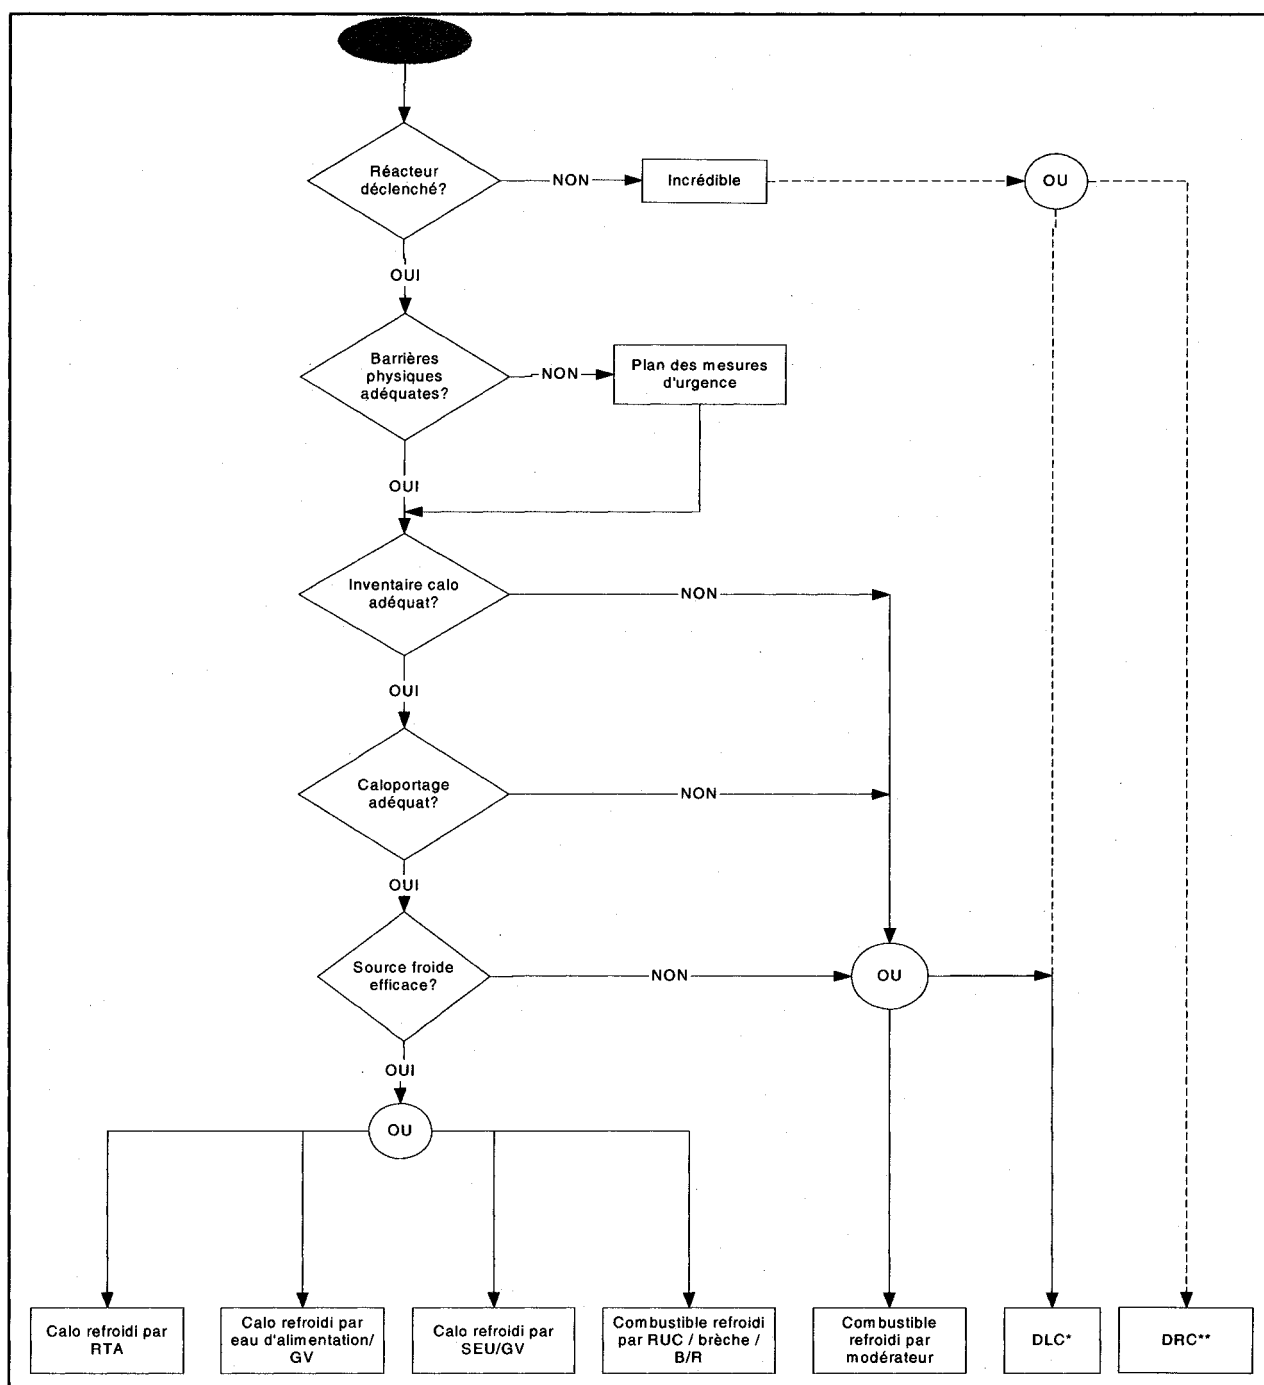 Réacteur
déclenché?
NON
Incrédible
OU
OUI
Barrières
physiques
adéquates?
NON
Plan des mesures
d'urgence
OUI
Inventaire calo
adéquat?
NON
OUI
Caloportage
adéquat?
NON
OUI
Source froide
efficace?
NON
OU
OUI
OU
Calo refroidi par
RTA
Calo refroidi par
eau d'alimentation/
GV
Calo refroidi par
SEU/GV
Combustible refroidi
par RUC / brèche /
B/R
Combustible
refroidi par
modérateur
DLC*
DRC**